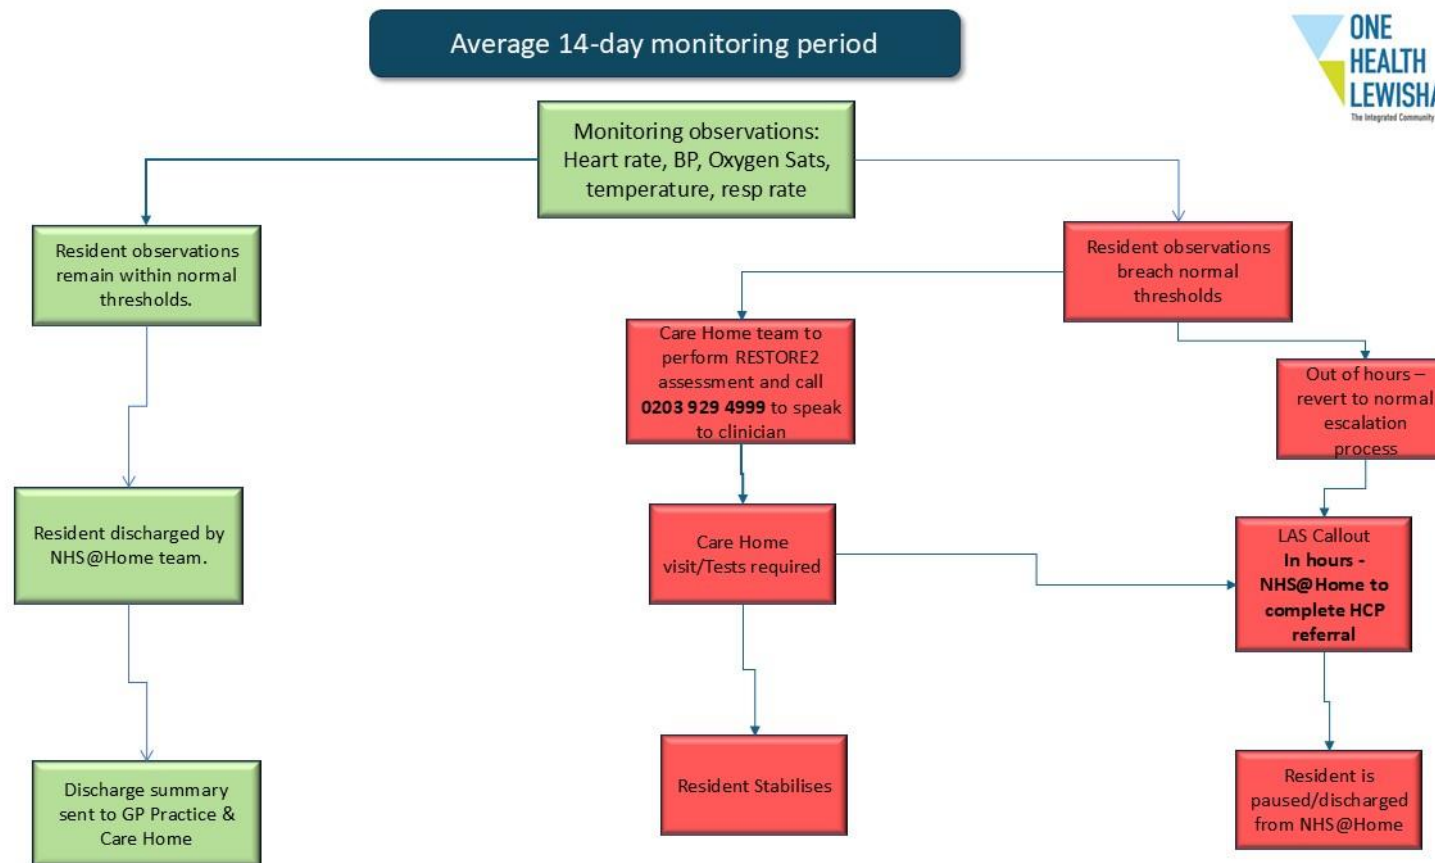 Average 14-day monitoring period
ONE
HEALTH
LEWISHA
The Integrated Community
Monitoring observations:
Heart rate, BP, Oxygen Sats,
temperature, resp rate
Resident observations
remain within normal
thresholds.
Resident observations
breach normal
thresholds
Care Home team to
perform RESTORE2
assessment and call
0203 929 4999 to speak
to clinician
Out of hours –
revert to normal
escalation
process
Resident discharged by
NHS@Home team.
Care Home
visit/Tests required
LAS Callout
In hours -
NHS@Home to
complete HCP
referral
Resident Stabilises
Resident is
paused/discharged
from NHS@Home
Discharge summary
sent to GP Practice &
Care Home